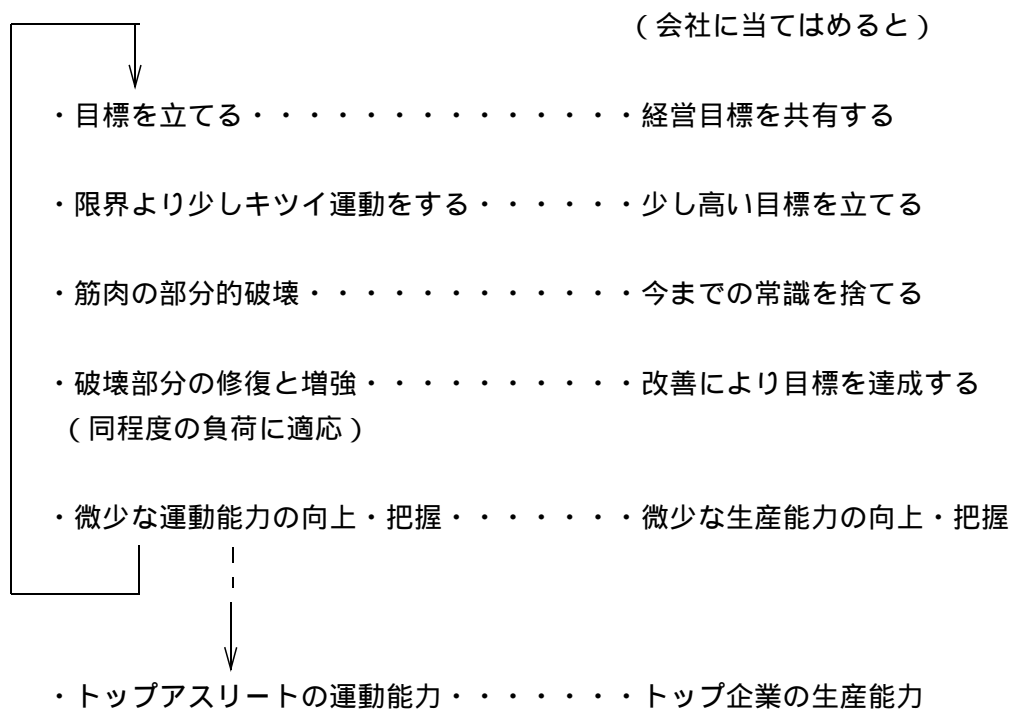 (会社に当てはめると)
・目標を立てる・・・・・・・・・・・・・・経営目標を共有する
・限界より少しキツイ運動をする・・・・・・少し高い目標を立てる
・筋肉の部分的破壊・・・・・・・・・・・・今までの常識を捨てる
・破壊部分の修復と増強・・・・・・・・・・改善により目標を達成する
(同程度の負荷に適応)
・微少な運動能力の向上・把握・・・・・・・微少な生産能力の向上・把握
・トップアスリートの運動能力・・・・・・・トップ企業の生産能力